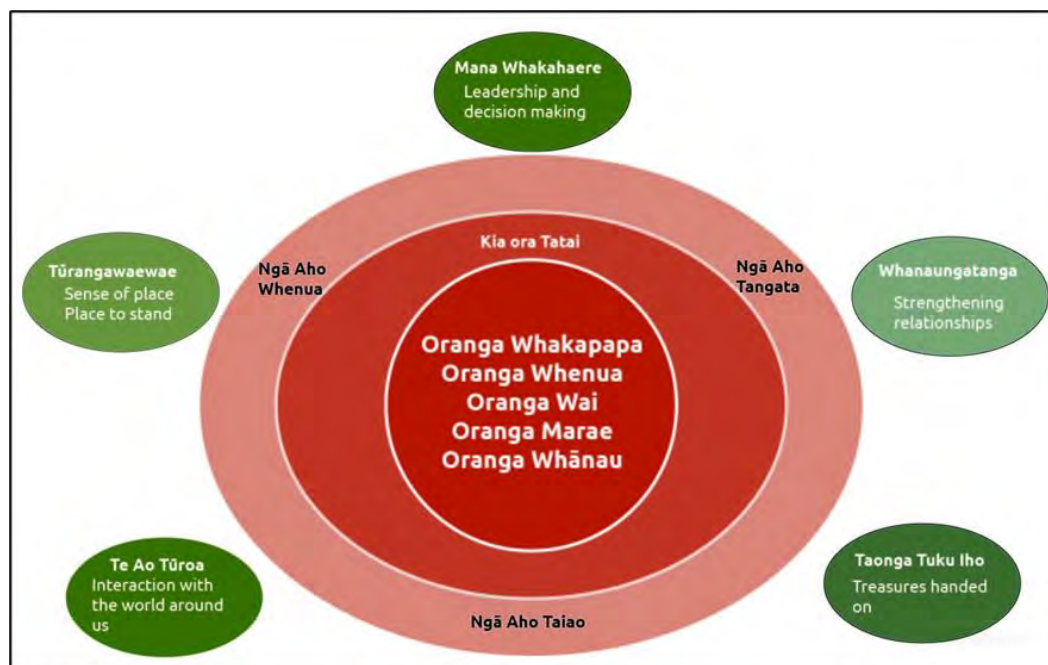 Mana Whakahaere
Leadership and
decision making
Kia ora Tatai
Tūrangawaewae
Sense of place
Place to stand
Ngā Aho
Whenua
Ngā Aho
Tangata
Whanaungatanga
Strengthening
relationships
Oranga Whakapapa
Oranga Whenua
Oranga Wai
Oranga Marae
Oranga Whānau
Te Ao Tūroa
Interaction with
the world around
us
Ngā Aho Taiao
Taonga Tuku Iho
Treasures handed
on